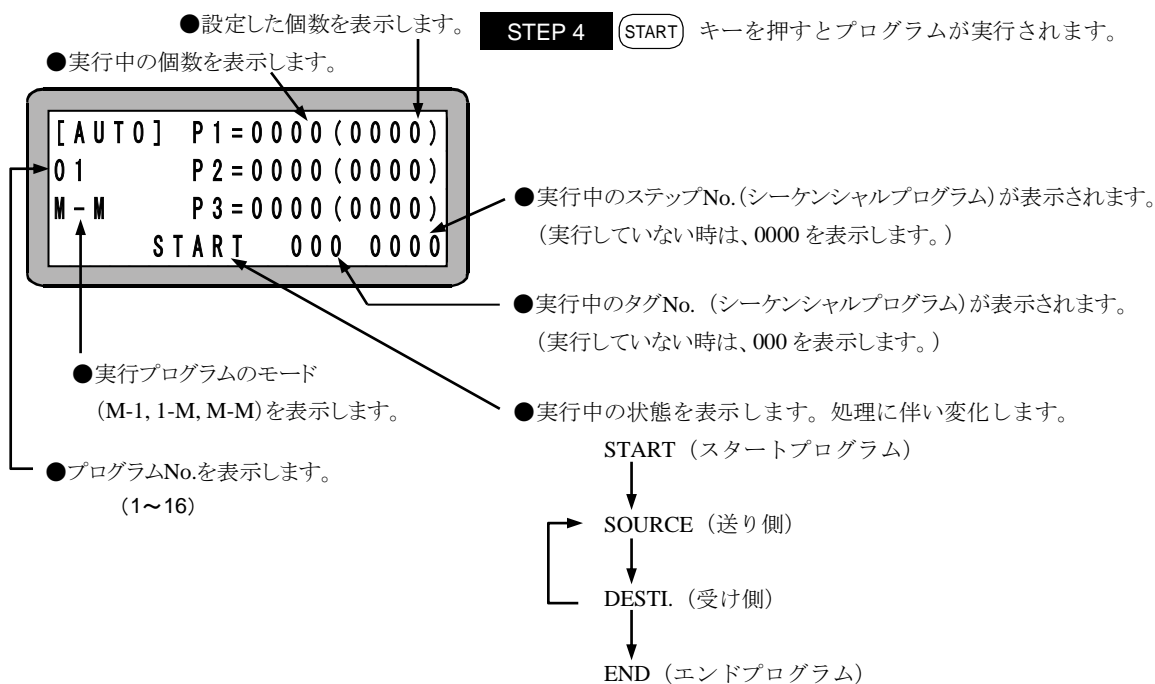 ●設定した個数を表示します。
STEP 4 START キーを押すとプログラムが実行されます。
●実行中の個数を表示します。
[AUTO] P1=0000(0000)
01 P2=0000(0000)
M-M P3=0000(0000)
START 000 0000
●実行中のステップNo.(シーケンシャルプログラム)が表示されます。
(実行していない時は、0000 を表示します。)
●実行中のタグNo. (シーケンシャルプログラム)が表示されます。
(実行していない時は、000 を表示します。)
●実行プログラムのモード
(M-1, 1-M, M-M)を表示します。
●プログラムNo.を表示します。
(1～16)
●実行中の状態を表示します。処理に伴い変化します。
START (スタートプログラム)
SOURCE (送り側)
DESTI. (受け側)
END (エンドプログラム)